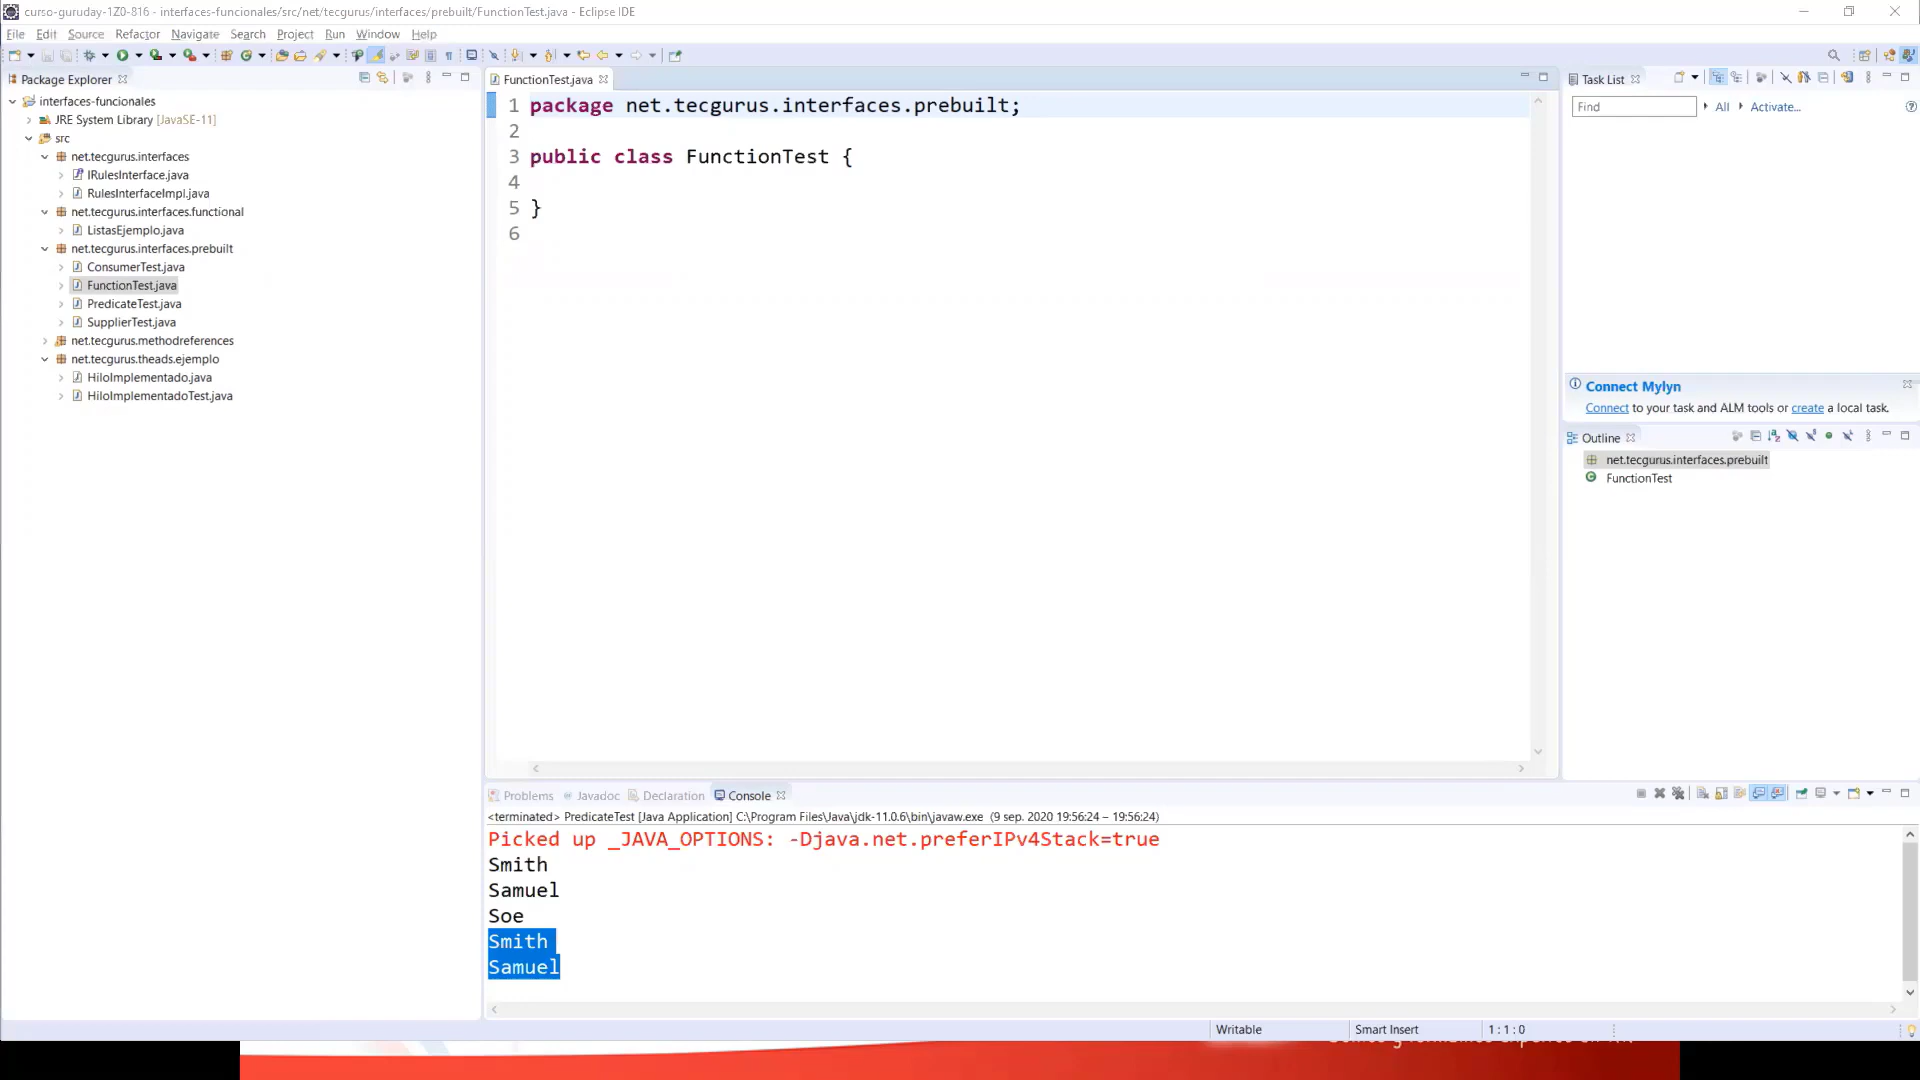 curso-guruday-1Z0-816 - interfaces-funcionales/src/net/tecgurus/interfaces/prebuilt/FunctionTest.java - Eclipse IDE
File Edit Source Refactor Navigate Search Project Run Window Help
Package Explorer
interfaces-funcionales
JRE System Library [JavaSE-11]
src
net.tecgurus.interfaces
IRulesInterface.java
RulesInterfaceImpl.java
net.tecgurus.interfaces.functional
ListasEjemplo.java
net.tecgurus.interfaces.prebuilt
ConsumerTest.java
FunctionTest.java
PredicateTest.java
SupplierTest.java
net.tecgurus.methodreferences
net.tecgurus.theads.ejemplo
HiloImplementado.java
HiloImplementadoTest.java
FunctionTest.java
1 package net.tecgurus.interfaces.prebuilt;
2
3 public class FunctionTest {
4
5 }
6
Task List
Find All Activate...
Connect Mylyn
Connect to your task and ALM tools or create a local task.
Outline
net.tecgurus.interfaces.prebuilt
FunctionTest
Problems Javadoc Declaration Console
<terminated> PredicateTest [Java Application] C:\Program Files\Java\jdk-11.0.6\bin\javaw.exe (9 sep. 2020 19:56:24 – 19:56:24)
Picked up _JAVA_OPTIONS: -Djava.net.preferIPv4Stack=true
Smith
Samuel
Soe
Smith
Samuel
Writable Smart Insert 1 : 1 : 0